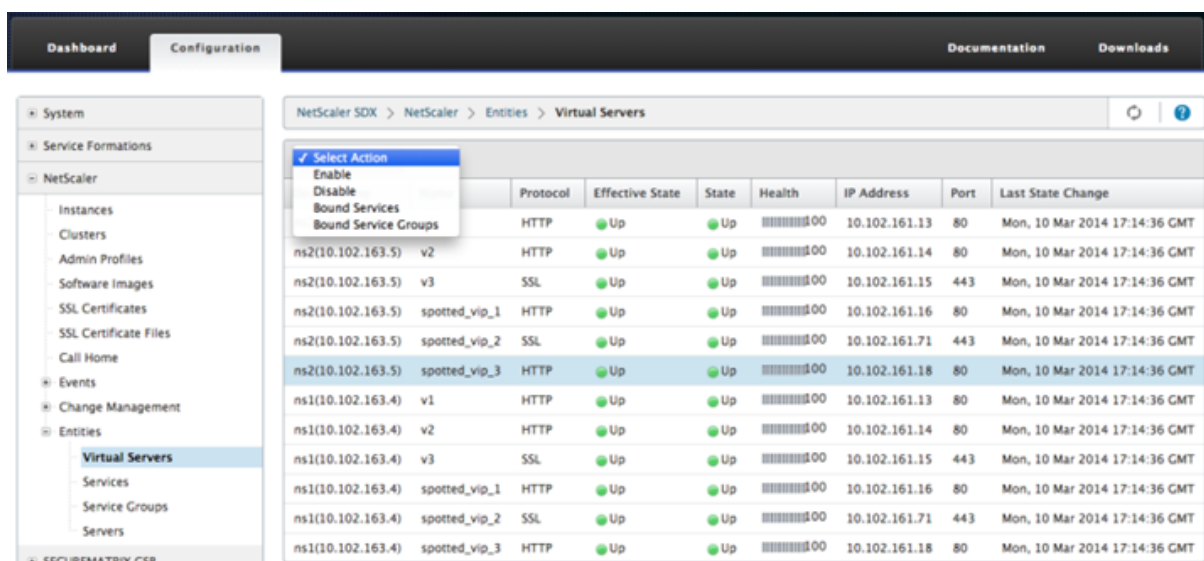 Dashboard Configuration Documentation Downloads
System
Service Formations
NetScaler
Instances
Clusters
Admin Profiles
Software Images
SSL Certificates
SSL Certificate Files
Call Home
Events
Change Management
Entities
Virtual Servers
Services
Service Groups
Servers
NetScaler SDX > NetScaler > Entities > Virtual Servers ?
✓ Select Action
Enable
Disable
Bound Services
Bound Service Groups
Protocol Effective State State Health IP Address Port Last State Change
HTTP Up Up 100 10.102.161.13 80 Mon, 10 Mar 2014 17:14:36 GMT
ns2(10.102.163.5) v2 HTTP Up Up 100 10.102.161.14 80 Mon, 10 Mar 2014 17:14:36 GMT
ns2(10.102.163.5) v3 SSL Up Up 100 10.102.161.15 443 Mon, 10 Mar 2014 17:14:36 GMT
ns2(10.102.163.5) spotted_vip_1 HTTP Up Up 100 10.102.161.16 80 Mon, 10 Mar 2014 17:14:36 GMT
ns2(10.102.163.5) spotted_vip_2 SSL Up Up 100 10.102.161.71 443 Mon, 10 Mar 2014 17:14:36 GMT
ns2(10.102.163.5) spotted_vip_3 HTTP Up Up 100 10.102.161.18 80 Mon, 10 Mar 2014 17:14:36 GMT
ns1(10.102.163.4) v1 HTTP Up Up 100 10.102.161.13 80 Mon, 10 Mar 2014 17:14:36 GMT
ns1(10.102.163.4) v2 HTTP Up Up 100 10.102.161.14 80 Mon, 10 Mar 2014 17:14:36 GMT
ns1(10.102.163.4) v3 SSL Up Up 100 10.102.161.15 443 Mon, 10 Mar 2014 17:14:36 GMT
ns1(10.102.163.4) spotted_vip_1 HTTP Up Up 100 10.102.161.16 80 Mon, 10 Mar 2014 17:14:36 GMT
ns1(10.102.163.4) spotted_vip_2 SSL Up Up 100 10.102.161.71 443 Mon, 10 Mar 2014 17:14:36 GMT
ns1(10.102.163.4) spotted_vip_3 HTTP Up Up 100 10.102.161.18 80 Mon, 10 Mar 2014 17:14:36 GMT